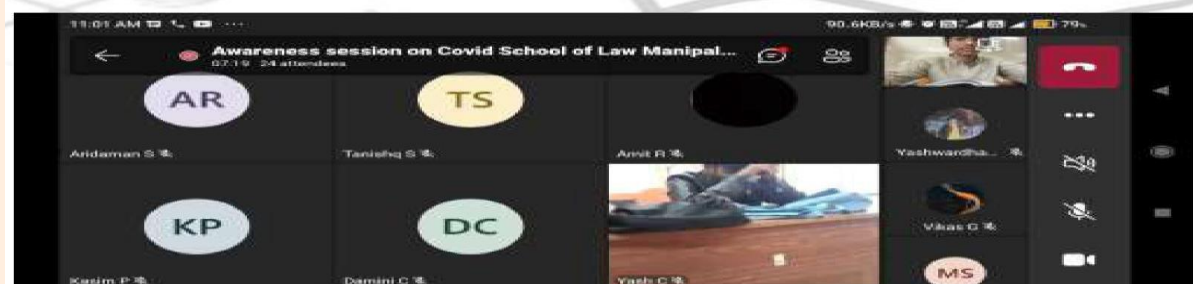 11:01 AM
90.6KB/s
79%
Awareness session on Covid School of Law Manipal...
07:19 24 attendees
AR
TS
Aridaman S
Tanishq S
Amit R
Yashwardha...
KP
DC
Vikas G
MS
Kasim P
Damini C
Yash C